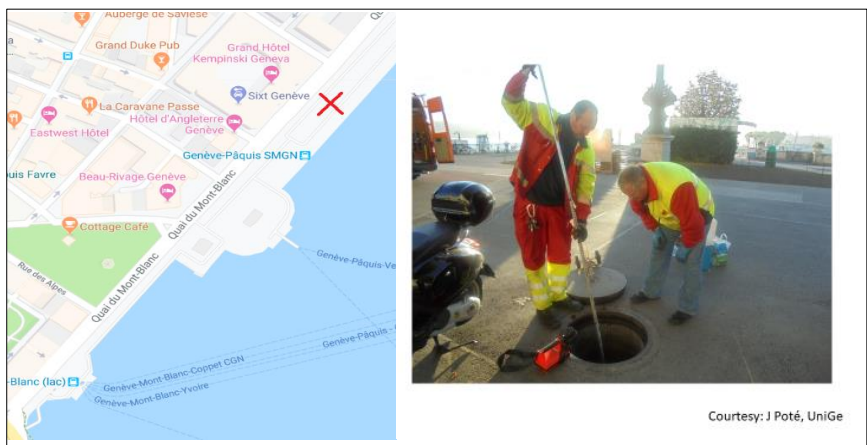 Auberge de Savièse
Grand Duke Pub
Grand Hôtel
Kempinski Geneva
Sixt Genève
La Caravane Passe
Hôtel d'Angleterre
Genève
Eastwest Hôtel
Genève-Pâquis SMGN
uis Favre
Beau-Rivage Genève
Quai du Mont-Blanc
Cottage Café
Genève-Pâquis-Ve
Rue des Alpes
Quai du Mont-Blanc
Genève-Pâquis -
Genève-Mont-Blanc-Coppet CGN
-Blanc (lac)
Genève-Mont-Blanc-Yvoire
Courtesy: J Poté, UniGe